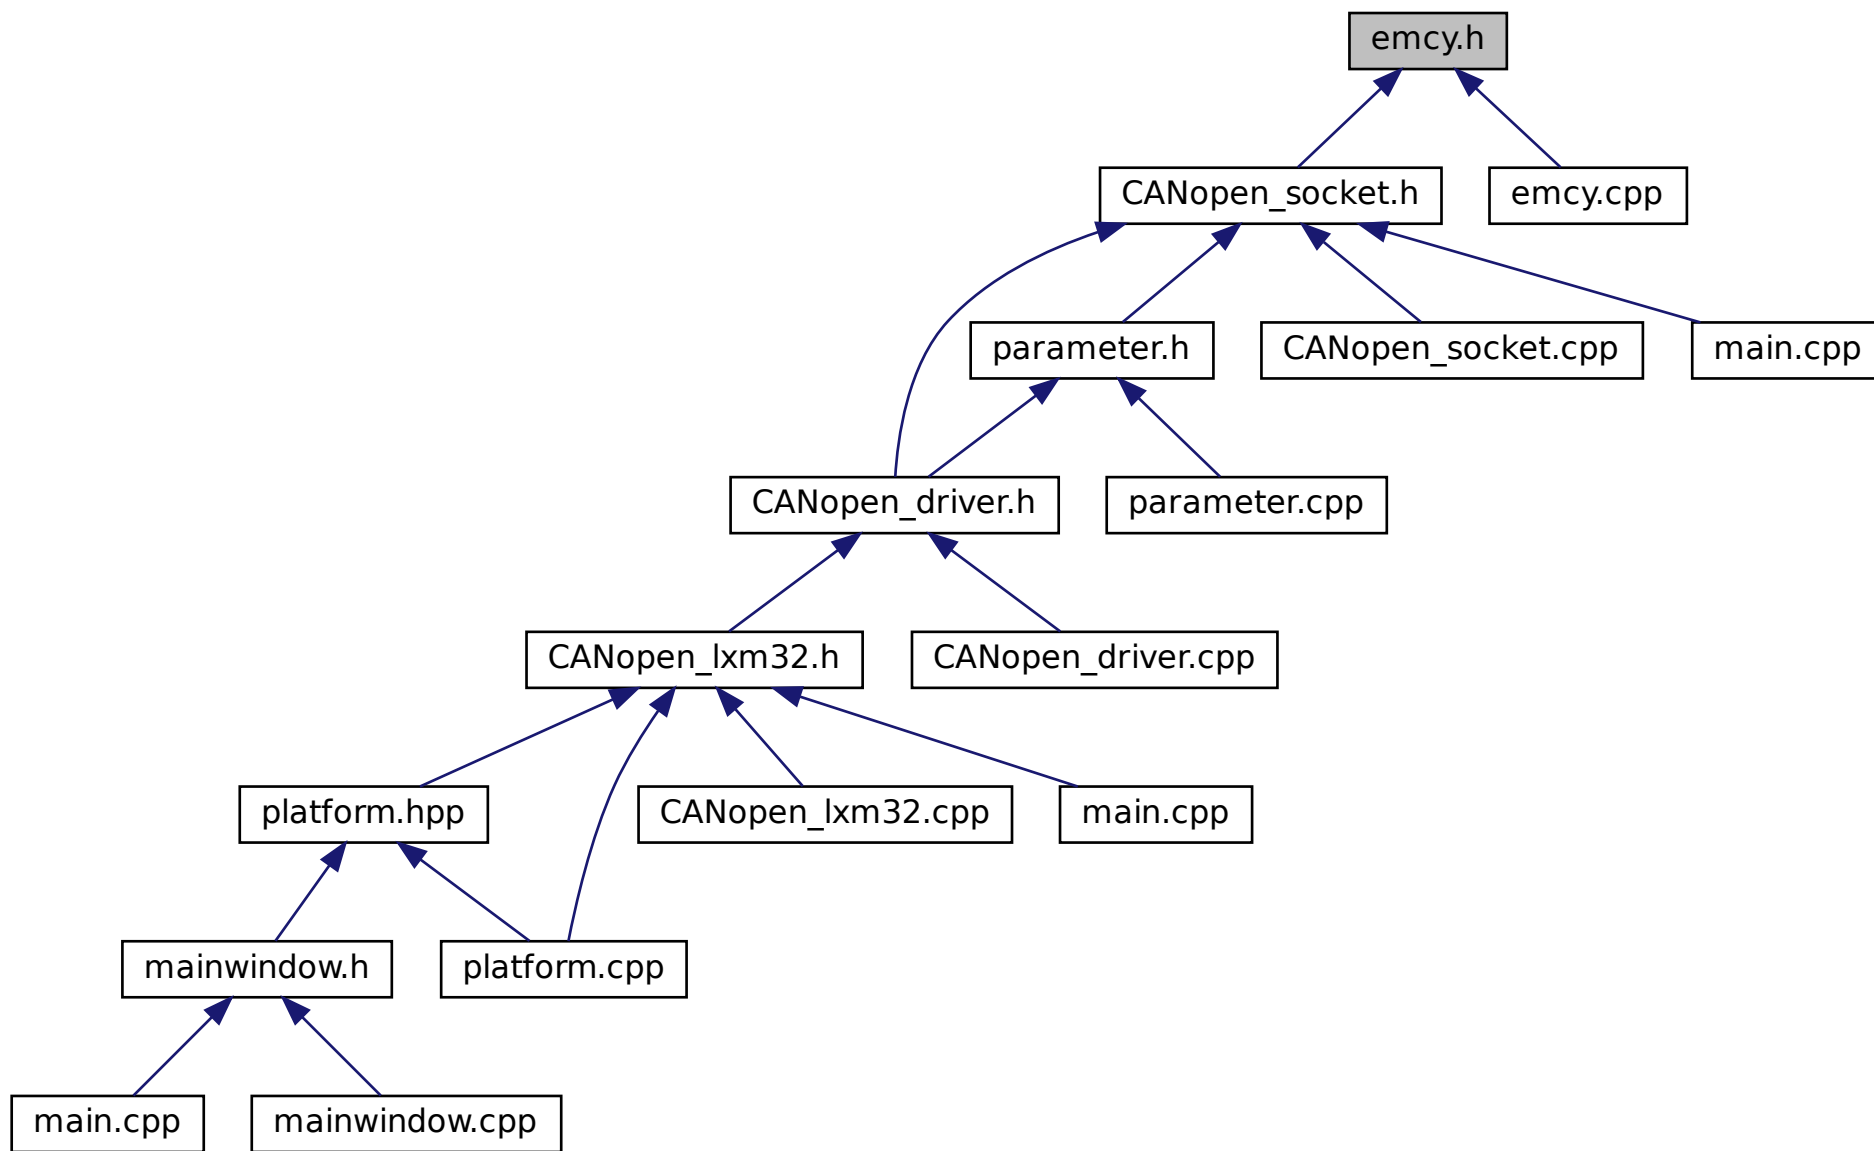 emcy.h
CANopen_socket.h
emcy.cpp
parameter.h
CANopen_socket.cpp
main.cpp
CANopen_driver.h
parameter.cpp
CANopen_lxm32.h
CANopen_driver.cpp
platform.hpp
CANopen_lxm32.cpp
main.cpp
mainwindow.h
platform.cpp
main.cpp
mainwindow.cpp